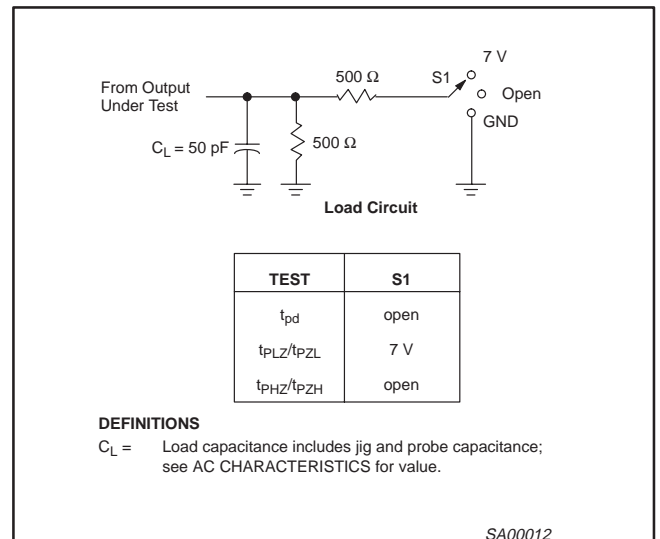 7 V
500 Ω
S1
From Output
Under Test
Open
GND
C_L = 50 pF
500 Ω
Load Circuit
TEST S1
t_pd open
t_PLZ/t_PZL 7 V
t_PHZ/t_PZH open
DEFINITIONS
C_L = Load capacitance includes jig and probe capacitance;
see AC CHARACTERISTICS for value.
SA00012